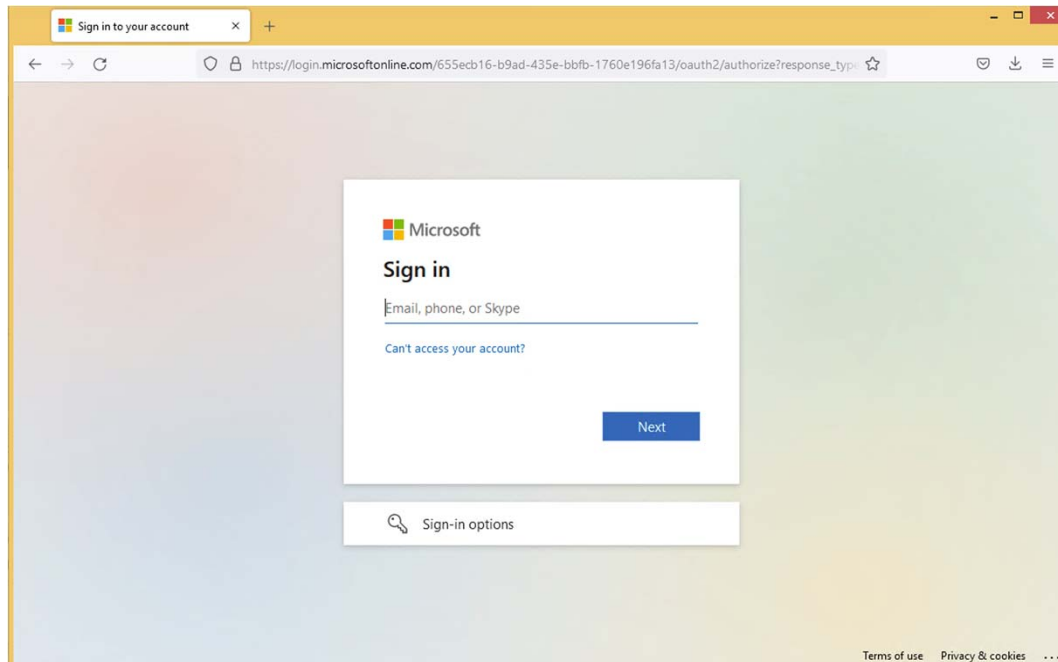 Sign in to your account
https://login.microsoftonline.com/655ecb16-b9ad-435e-bbfb-1760e196fa13/oauth2/authorize?response_type
Microsoft
Sign in
Email, phone, or Skype
Can't access your account?
Next
Sign-in options
Terms of use Privacy & cookies ...